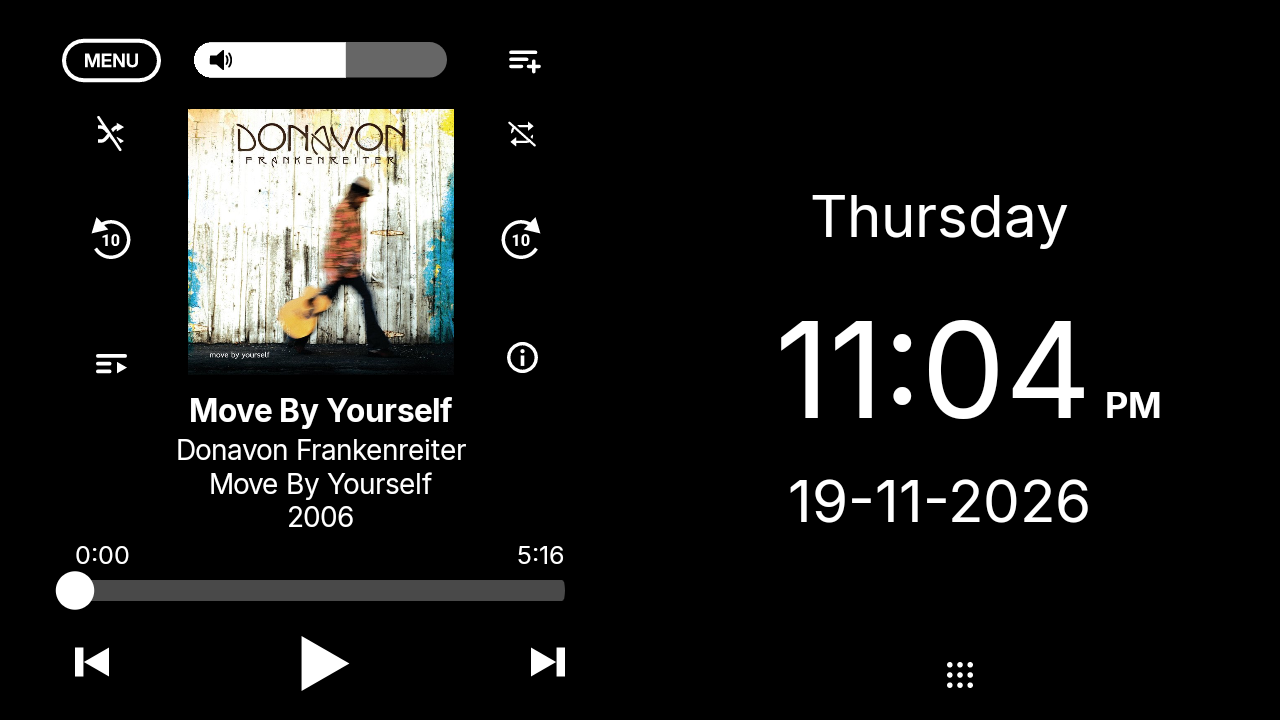 MENU
DONAVON
FRANKENREITER
10
10
move by yourself
Move By Yourself
Donavon Frankenreiter
Move By Yourself
2006
0:00
5:16
Thursday
11:04 PM
19-11-2026